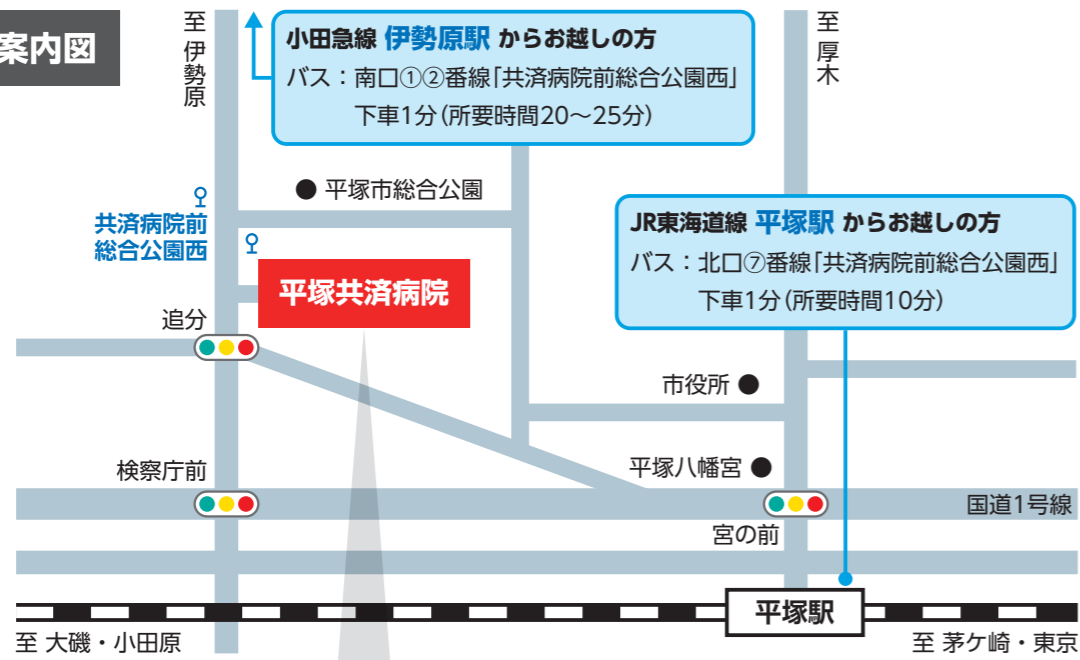 案内図
至 伊勢原
小田急線 伊勢原駅 からお越しの方
バス：南口①②番線「共済病院前総合公園西」
下車1分（所要時間20～25分）
至 厚木
平塚市総合公園
共済病院前
総合公園西
JR東海道線 平塚駅 からお越しの方
バス：北口⑦番線「共済病院前総合公園西」
下車1分（所要時間10分）
平塚共済病院
追分
市役所
検察庁前
平塚八幡宮
国道1号線
宮の前
平塚駅
至 大磯・小田原
至 茅ケ崎・東京